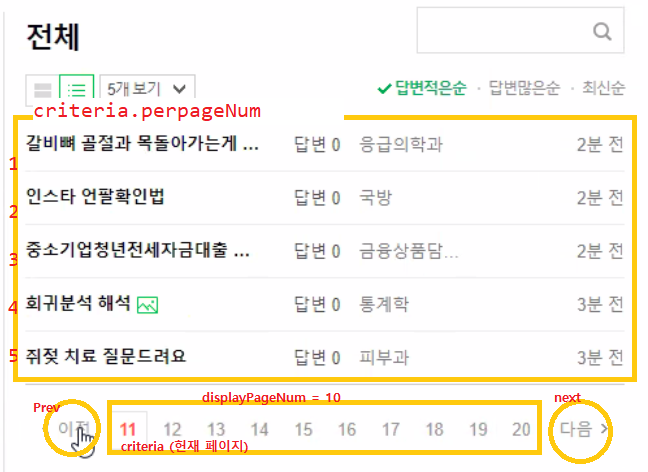 전체
5개 보기
답변적은순 · 답변많은순 · 최신순
criteria.perpageNum
갈비뼈 골절과 목돌아가는게 ... 답변 0 응급의학과 2분 전
1
인스타 언팔확인법 답변 0 국방 2분 전
2
중소기업청년전세자금대출 ... 답변 0 금융상품담... 2분 전
3
회귀분석 해석 답변 0 통계학 3분 전
4
쥐젖 치료 질문드려요 답변 0 피부과 3분 전
5
displayPageNum = 10
Prev
next
이전 11 12 13 14 15 16 17 18 19 20 다음 >
criteria (현재 페이지)